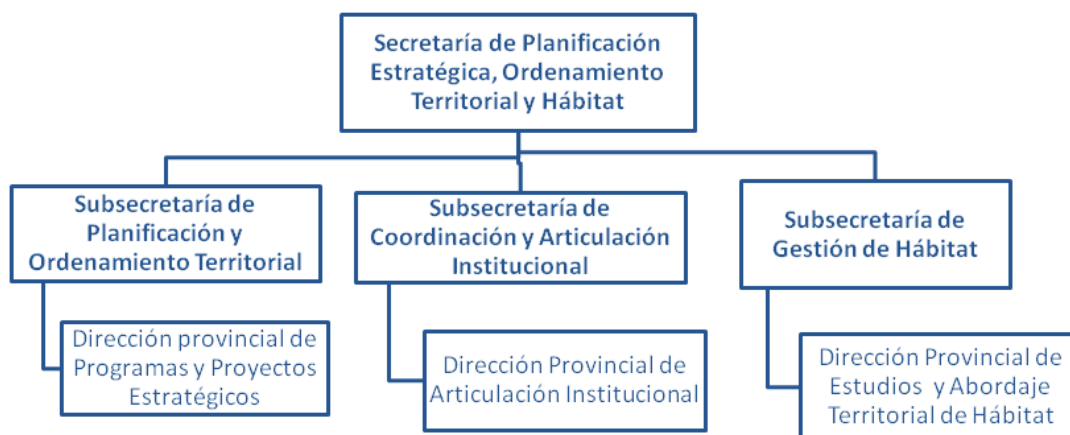 Secretaría de Planificación
Estratégica, Ordenamiento
Territorial y Hábitat
Subsecretaría de
Planificación y
Ordenamiento Territorial
Subsecretaría de
Coordinación y Articulación
Institucional
Subsecretaría de
Gestión de Hábitat
Dirección provincial de
Programas y Proyectos
Estratégicos
Dirección Provincial de
Articulación Institucional
Dirección Provincial de
Estudios y Abordaje
Territorial de Hábitat